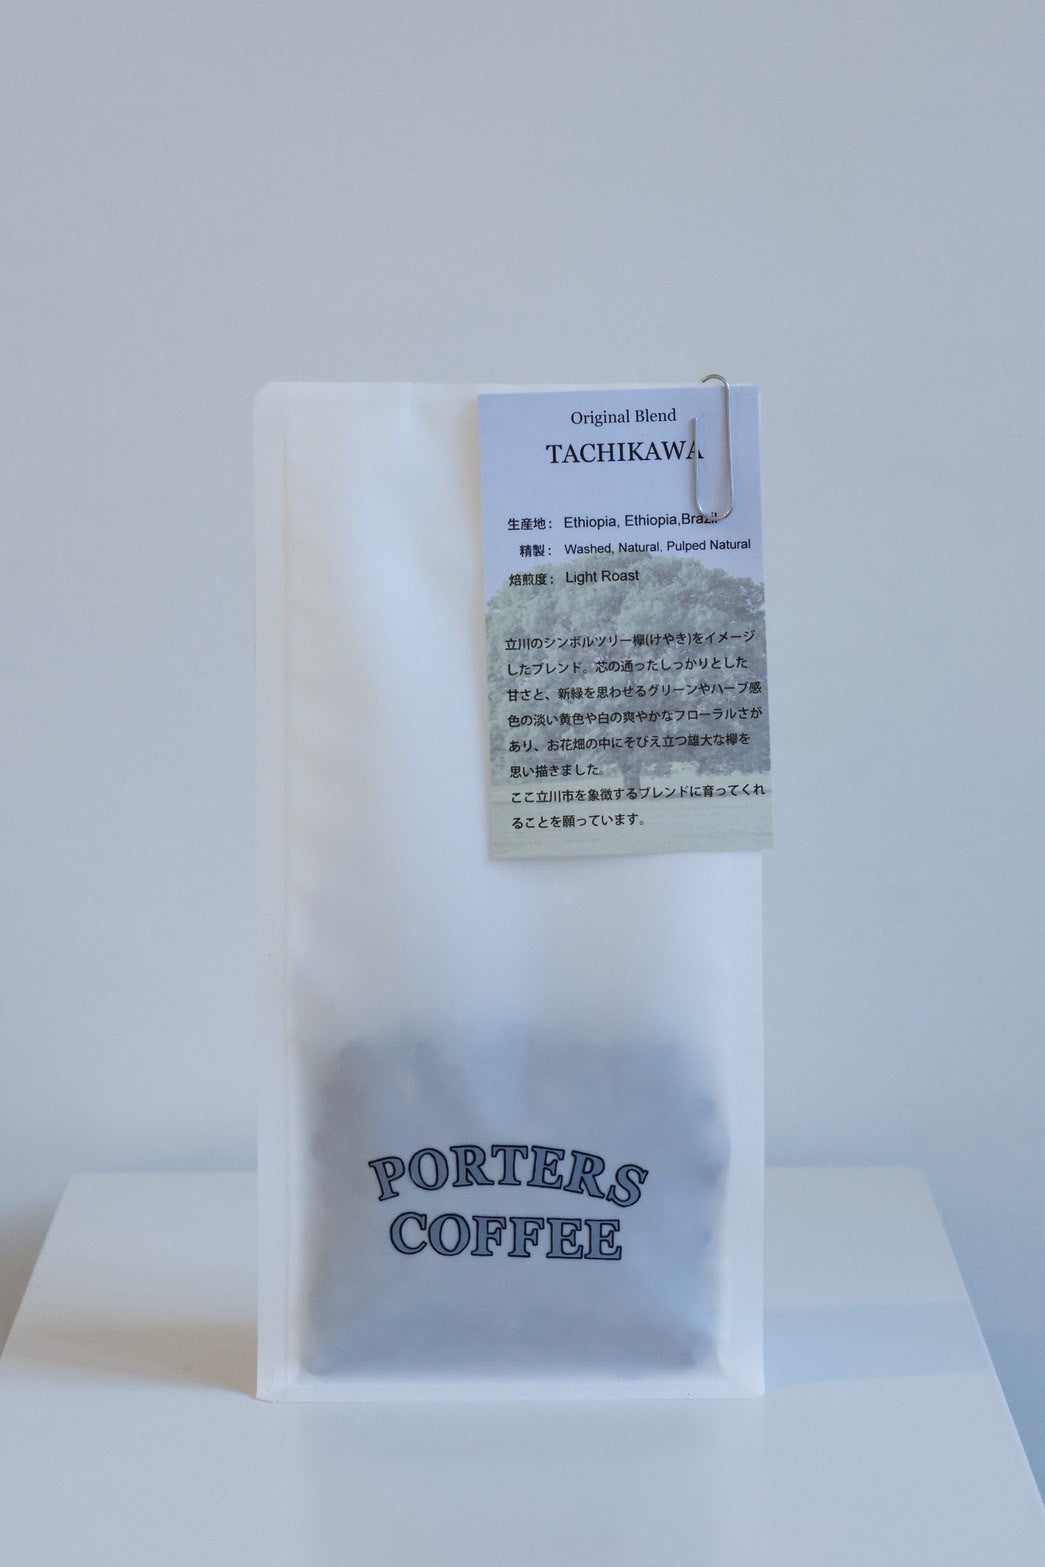 Original Blend
TACHIKAWA
生産地： Ethiopia, Ethiopia,Brazil
精製： Washed, Natural, Pulped Natural
焙煎度： Light Roast
立川のシンボルツリー欅(けやき)をイメージ
したブレンド。芯の通ったしっかりとした
甘さと、新緑を思わせるグリーンやハーブ感
色の淡い黄色や白の爽やかなフローラルさが
あり、お花畑の中にそびえ立つ雄大な欅を
思い描きました。
ここ立川市を象徴するブレンドに育ってくれ
ることを願っています。
PORTERS
COFFEE